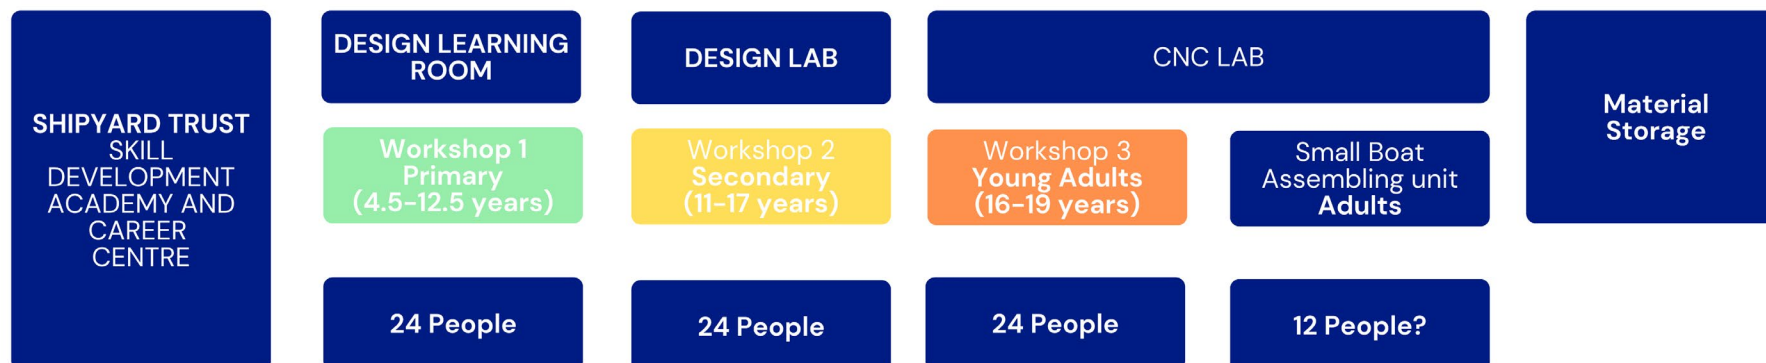 SHIPYARD TRUST
SKILL
DEVELOPMENT
ACADEMY AND
CAREER
CENTRE
DESIGN LEARNING
ROOM
DESIGN LAB
CNC LAB
Material
Storage
Workshop 1
Primary
(4.5-12.5 years)
Workshop 2
Secondary
(11-17 years)
Workshop 3
Young Adults
(16-19 years)
Small Boat
Assembling unit
Adults
24 People
24 People
24 People
12 People?